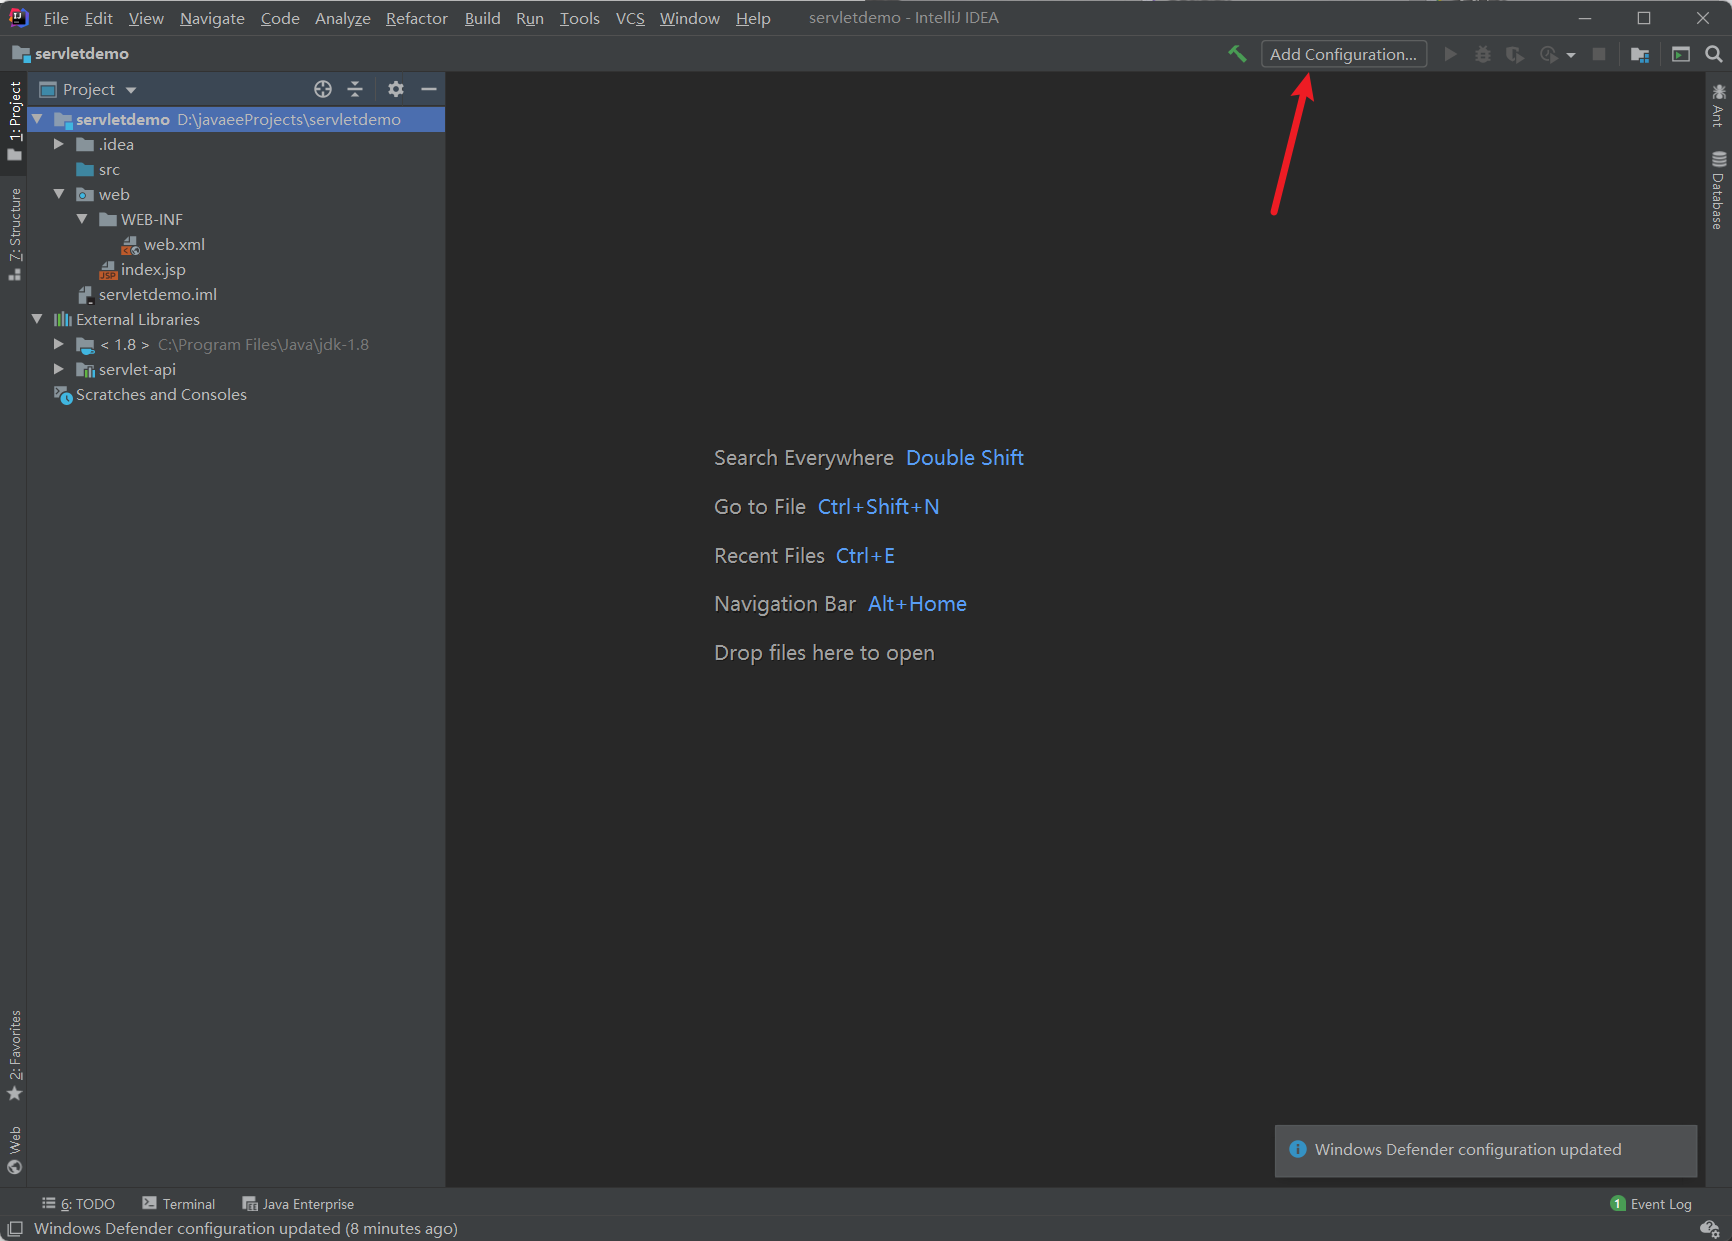 File Edit View Navigate Code Analyze Refactor Build Run Tools VCS Window Help servletdemo - IntelliJ IDEA
servletdemo
Add Configuration...
1: Project
7: Structure
2: Favorites
Web
Project
servletdemo D:\javaeeProjects\servletdemo
.idea
src
web
WEB-INF
web.xml
index.jsp
servletdemo.iml
External Libraries
< 1.8 > C:\Program Files\Java\jdk-1.8
servlet-api
Scratches and Consoles
Search Everywhere Double Shift
Go to File Ctrl+Shift+N
Recent Files Ctrl+E
Navigation Bar Alt+Home
Drop files here to open
Ant
Database
Windows Defender configuration updated
6: TODO Terminal Java Enterprise
1 Event Log
Windows Defender configuration updated (8 minutes ago)